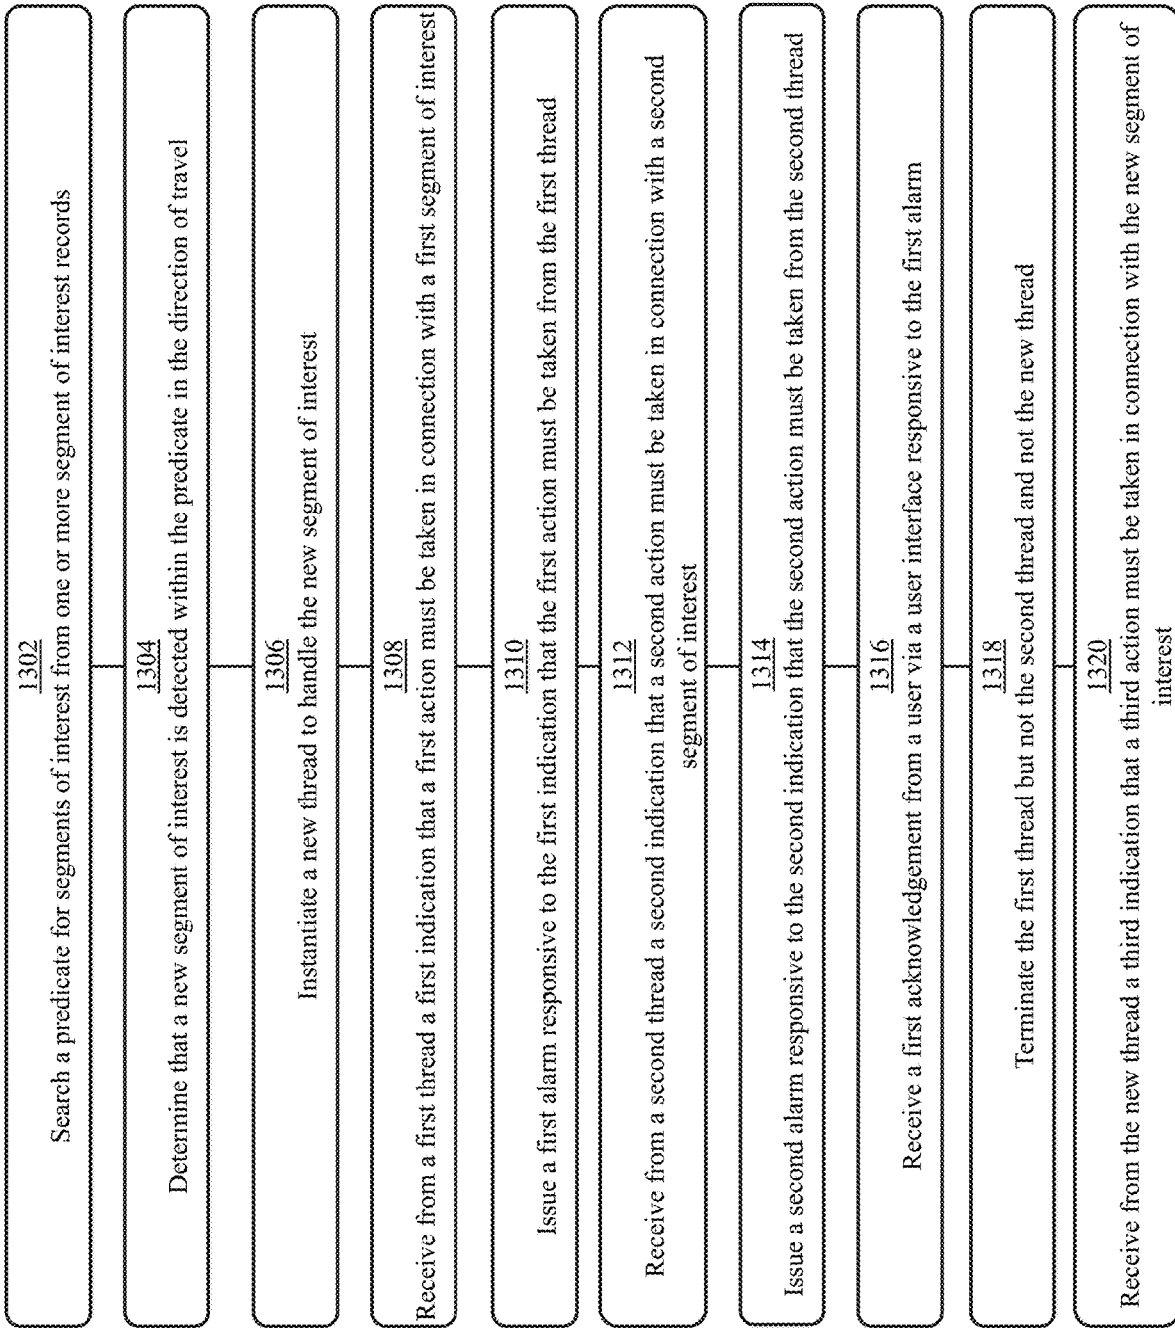 1302
Search a predicate for segments of interest from one or more segment of interest records
1304
Determine that a new segment of interest is detected within the predicate in the direction of travel
1306
Instantiate a new thread to handle the new segment of interest
1308
Receive from a first thread a first indication that a first action must be taken in connection with a first segment of interest
1310
Issue a first alarm responsive to the first indication that the first action must be taken from the first thread
1312
Receive from a second thread a second indication that a second action must be taken in connection with a second
segment of interest
1314
Issue a second alarm responsive to the second indication that the second action must be taken from the second thread
1316
Receive a first acknowledgement from a user via a user interface responsive to the first alarm
1318
Terminate the first thread but not the second thread and not the new thread
1320
Receive from the new thread a third indication that a third action must be taken in connection with the new segment of
interest